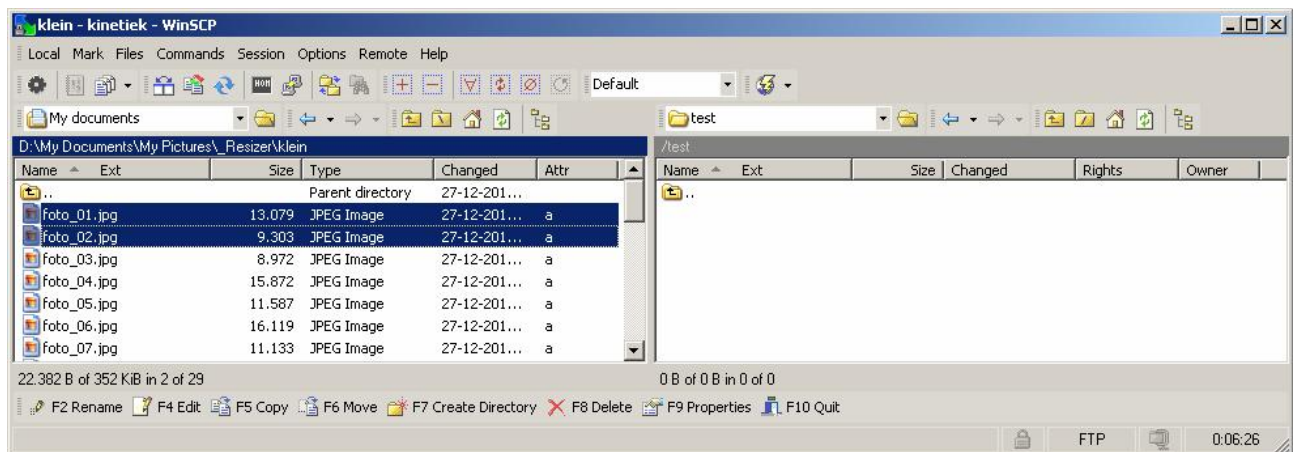 klein - kinetiek - WinSCP
Local Mark Files Commands Session Options Remote Help
Default
My documents
test
D:\My Documents\My Pictures\_Resizer\klein
/test
Name Ext Size Type Changed Attr
Name Ext Size Changed Rights Owner
.. Parent directory 27-12-201...
..
foto_01.jpg 13.079 JPEG Image 27-12-201... a
foto_02.jpg 9.303 JPEG Image 27-12-201... a
foto_03.jpg 8.972 JPEG Image 27-12-201... a
foto_04.jpg 15.872 JPEG Image 27-12-201... a
foto_05.jpg 11.587 JPEG Image 27-12-201... a
foto_06.jpg 16.119 JPEG Image 27-12-201... a
foto_07.jpg 11.133 JPEG Image 27-12-201... a
22.382 B of 352 KiB in 2 of 29
0 B of 0 B in 0 of 0
F2 Rename F4 Edit F5 Copy F6 Move F7 Create Directory F8 Delete F9 Properties F10 Quit
FTP 0:06:26